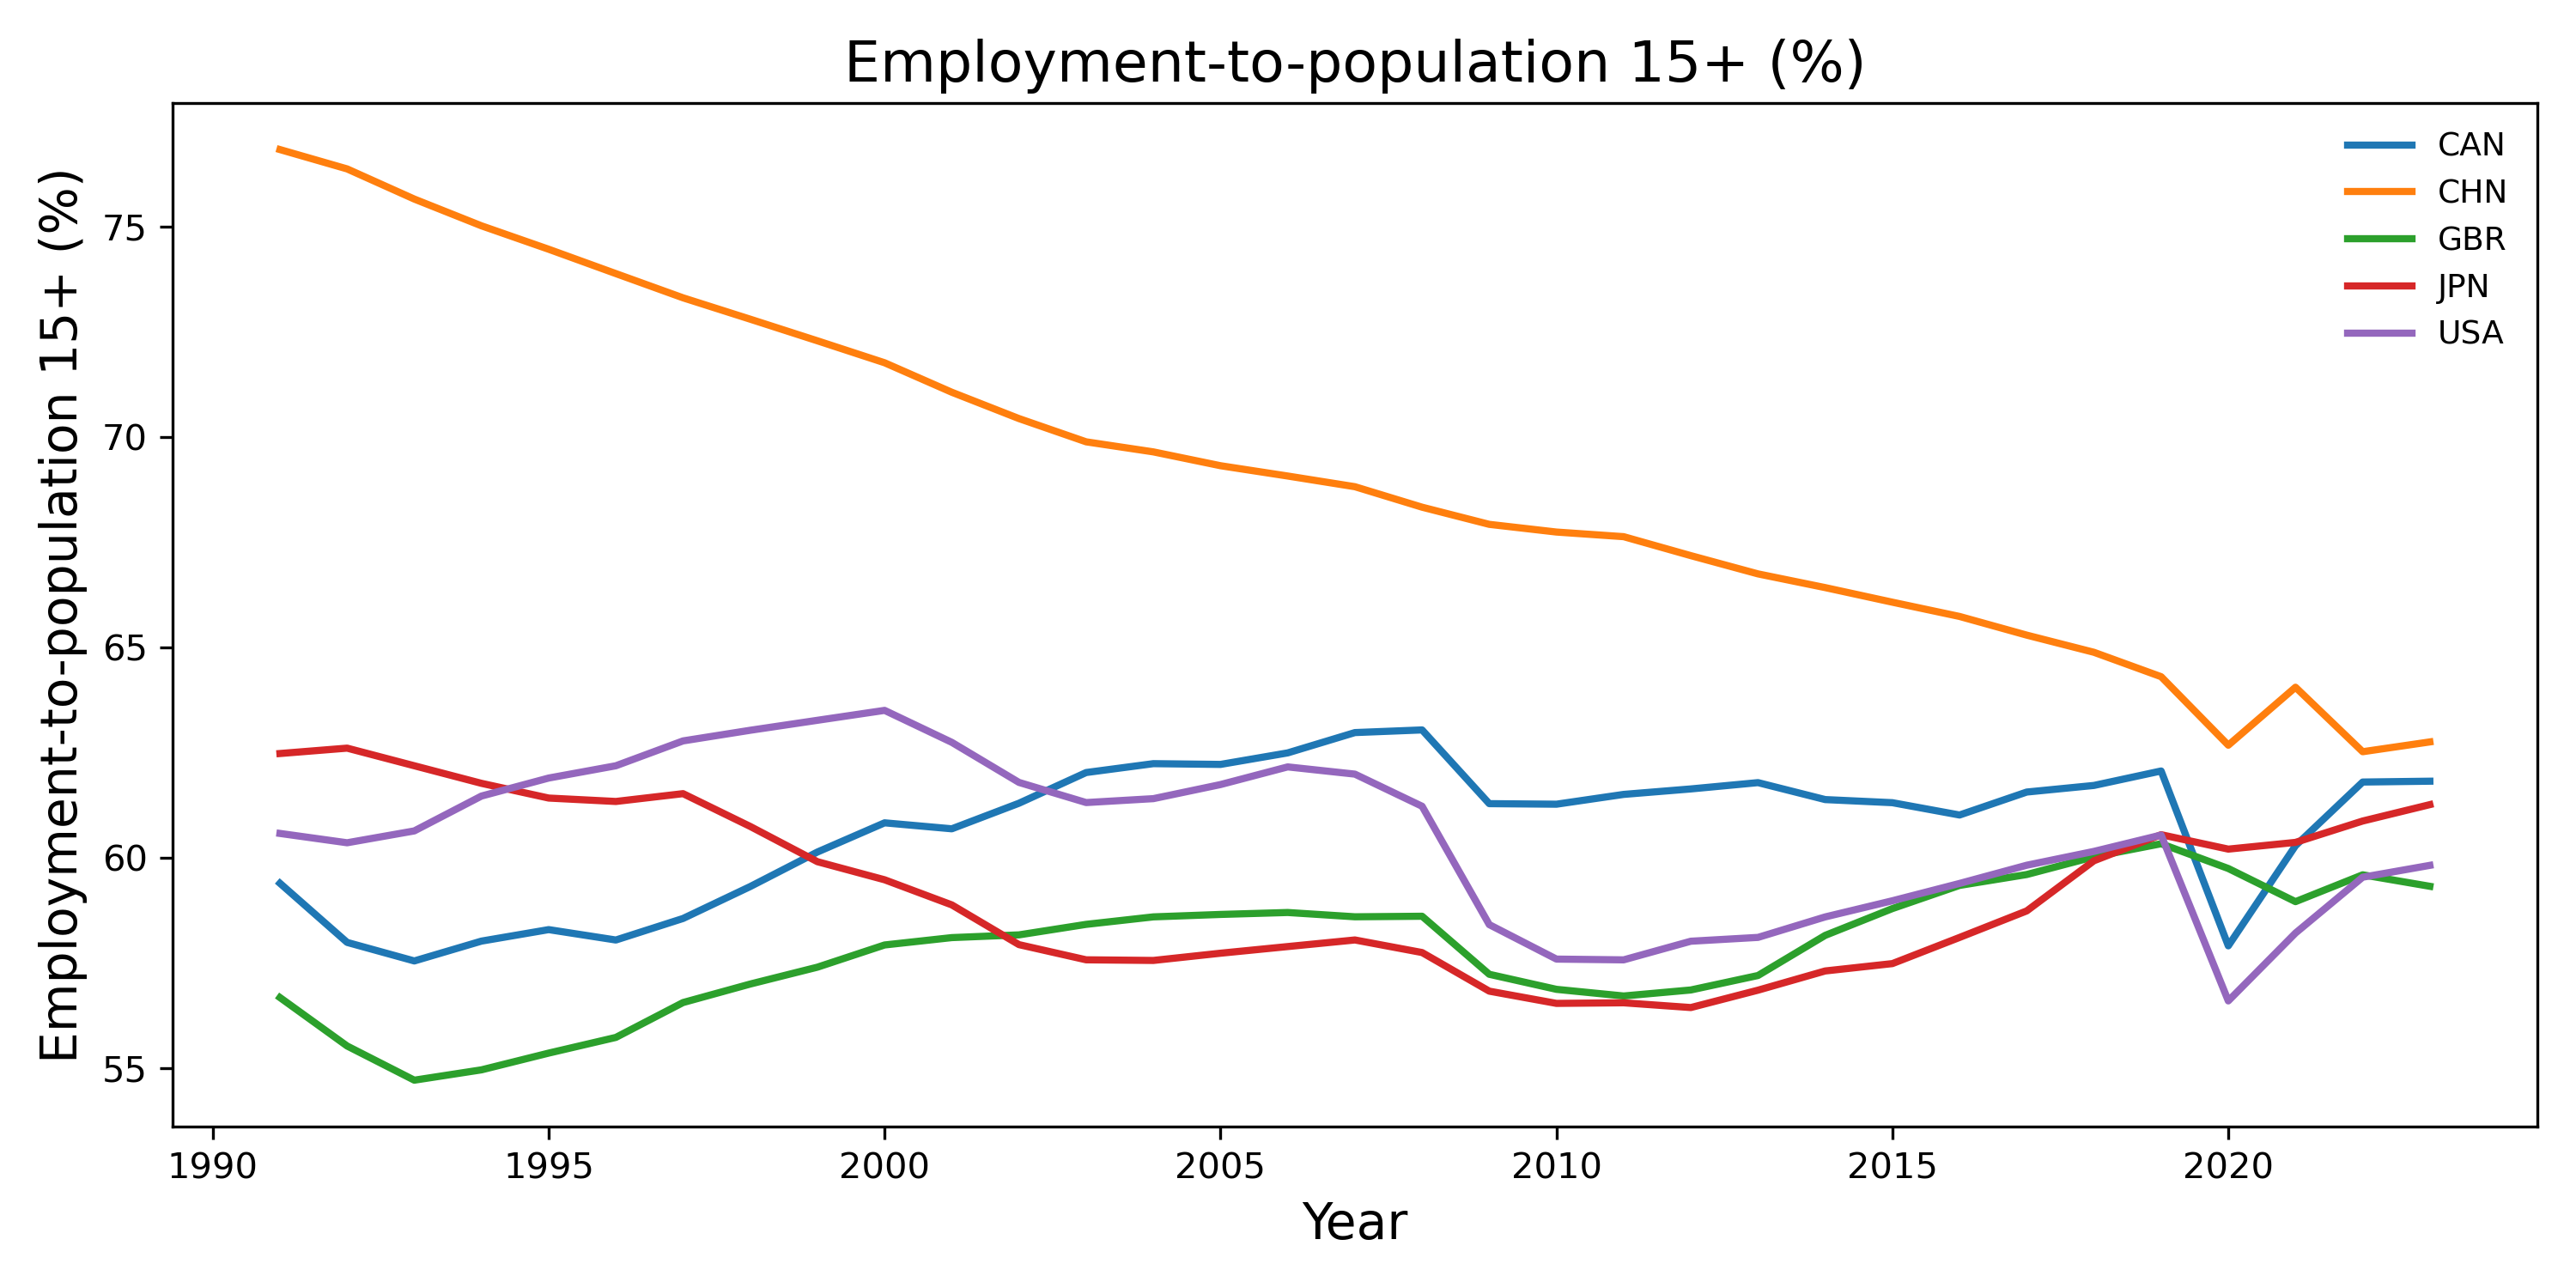 Employment-to-population 15+ (%)
Employment-to-population 15+ (%)
75
70
65
60
55
CAN
CHN
GBR
JPN
USA
1990 1995 2000 2005 2010 2015 2020
Year